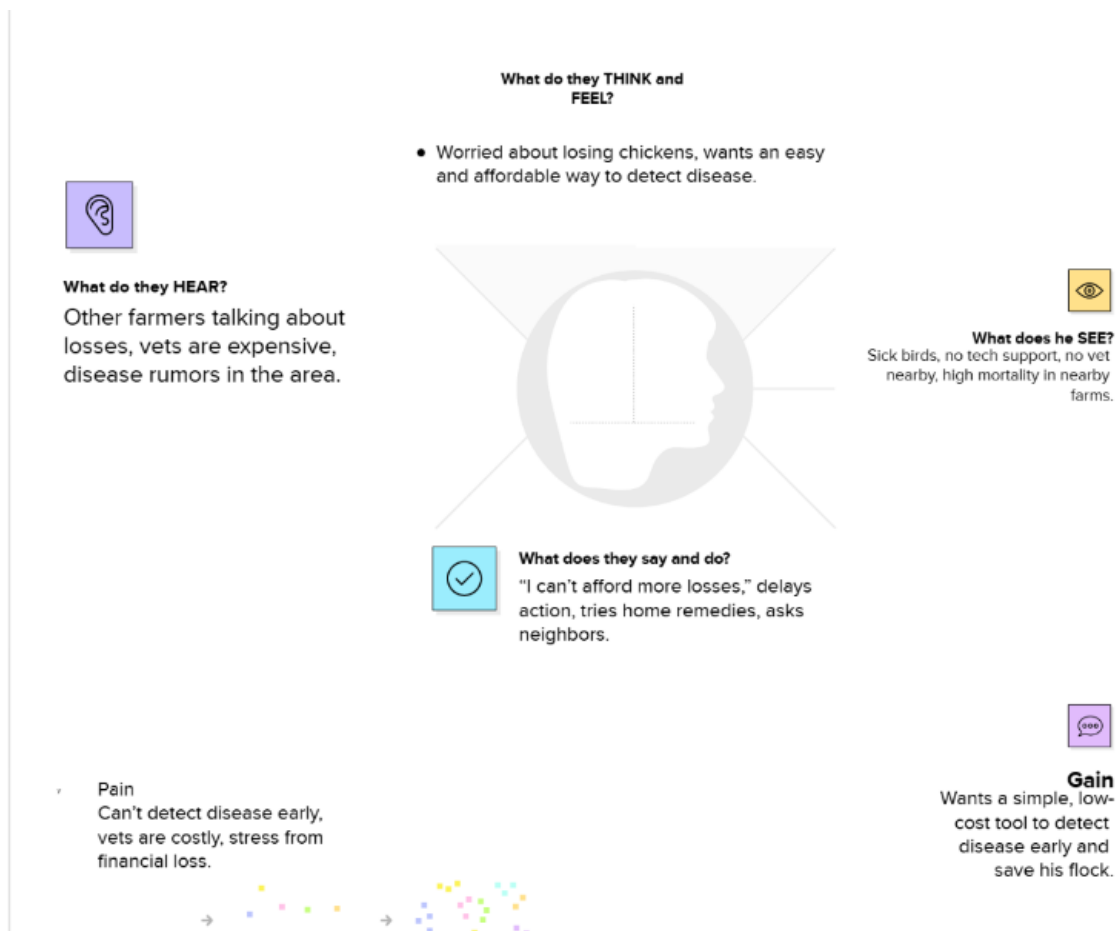 What do they THINK and
FEEL?
● Worried about losing chickens, wants an easy
and affordable way to detect disease.
What do they HEAR?
Other farmers talking about
losses, vets are expensive,
disease rumors in the area.
What does he SEE?
Sick birds, no tech support, no vet
nearby, high mortality in nearby
farms.
What does they say and do?
“I can’t afford more losses,” delays
action, tries home remedies, asks
neighbors.
Pain
Can’t detect disease early,
vets are costly, stress from
financial loss.
Gain
Wants a simple, low-
cost tool to detect
disease early and
save his flock.